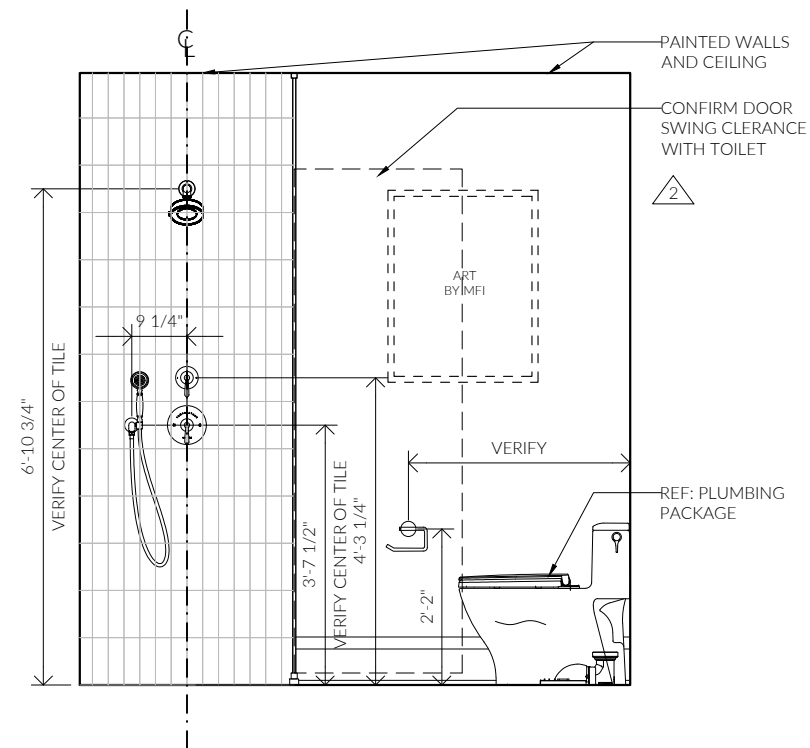 ℄
PAINTED WALLS
AND CEILING
CONFIRM DOOR
SWING CLERANCE
WITH TOILET
2
ART
BY MFI
9 1/4"
6'-10 3/4"
VERIFY CENTER OF TILE
VERIFY
3'-7 1/2"
VERIFY CENTER OF TILE
4'-3 1/4"
2'-2"
REF: PLUMBING
PACKAGE